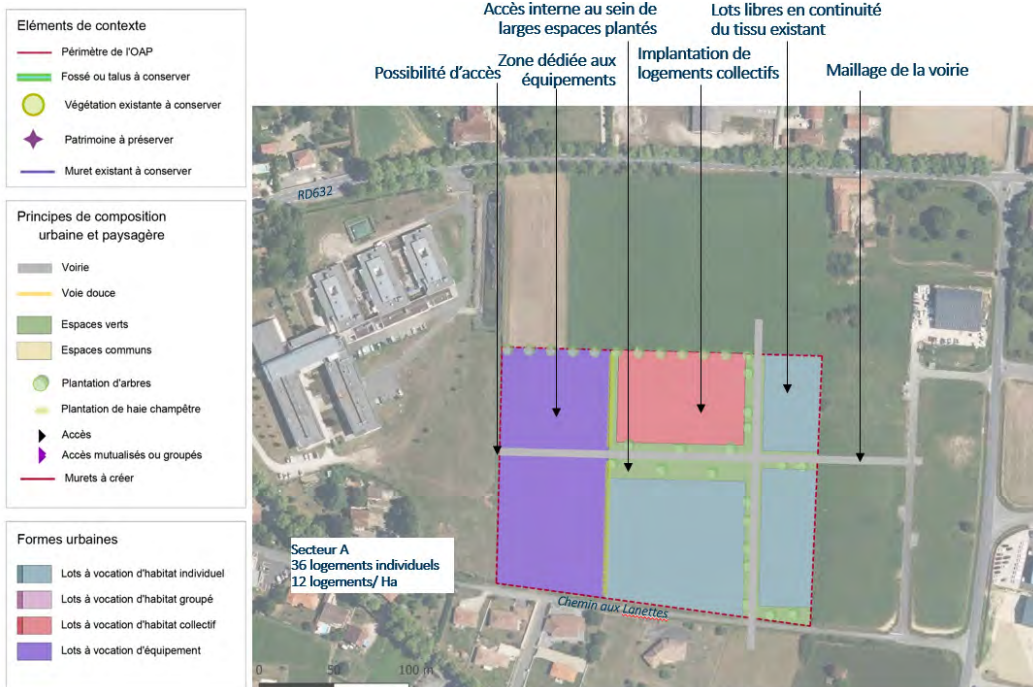 Eléments de contexte
Périmètre de l'OAP
Fossé ou talus à conserver
Végétation existante à conserver
Patrimoine à préserver
Muret existant à conserver
Principes de composition
urbaine et paysagère
Voirie
Voie douce
Espaces verts
Espaces communs
Plantation d'arbres
Plantation de haie champêtre
Accès
Accès mutualisés ou groupés
Murets à créer
Formes urbaines
Lots à vocation d'habitat individuel
Lots à vocation d'habitat groupé
Lots à vocation d'habitat collectif
Lots à vocation d'équipement
Possibilité d'accès
Zone dédiée aux
équipements
Accès interne au sein de
larges espaces plantés
Implantation de
logements collectifs
Lots libres en continuité
du tissu existant
Maillage de la voirie
RD632
Secteur A
36 logements individuels
12 logements/ Ha
Chemin aux Lanettes
0 50 100 m